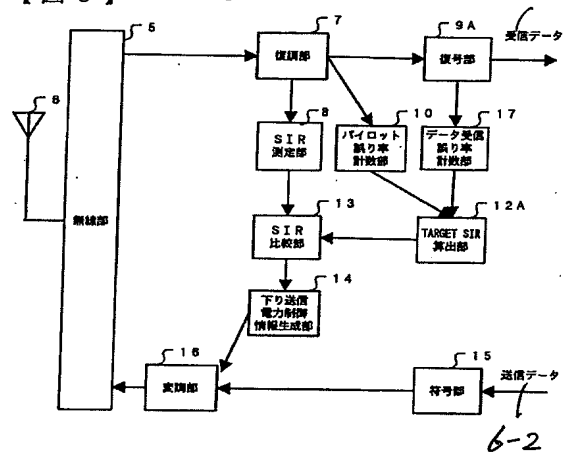 5
7
9A
受信データ
復調部
復号部
6
8
10
17
SIR
測定部
パイロット
誤り率
計数部
データ受信
誤り率
計数部
13
12A
無線部
SIR
比較部
TARGET SIR
算出部
14
下り送信
電力制御
情報生成部
16
15
送信データ
変調部
符号部
6-2